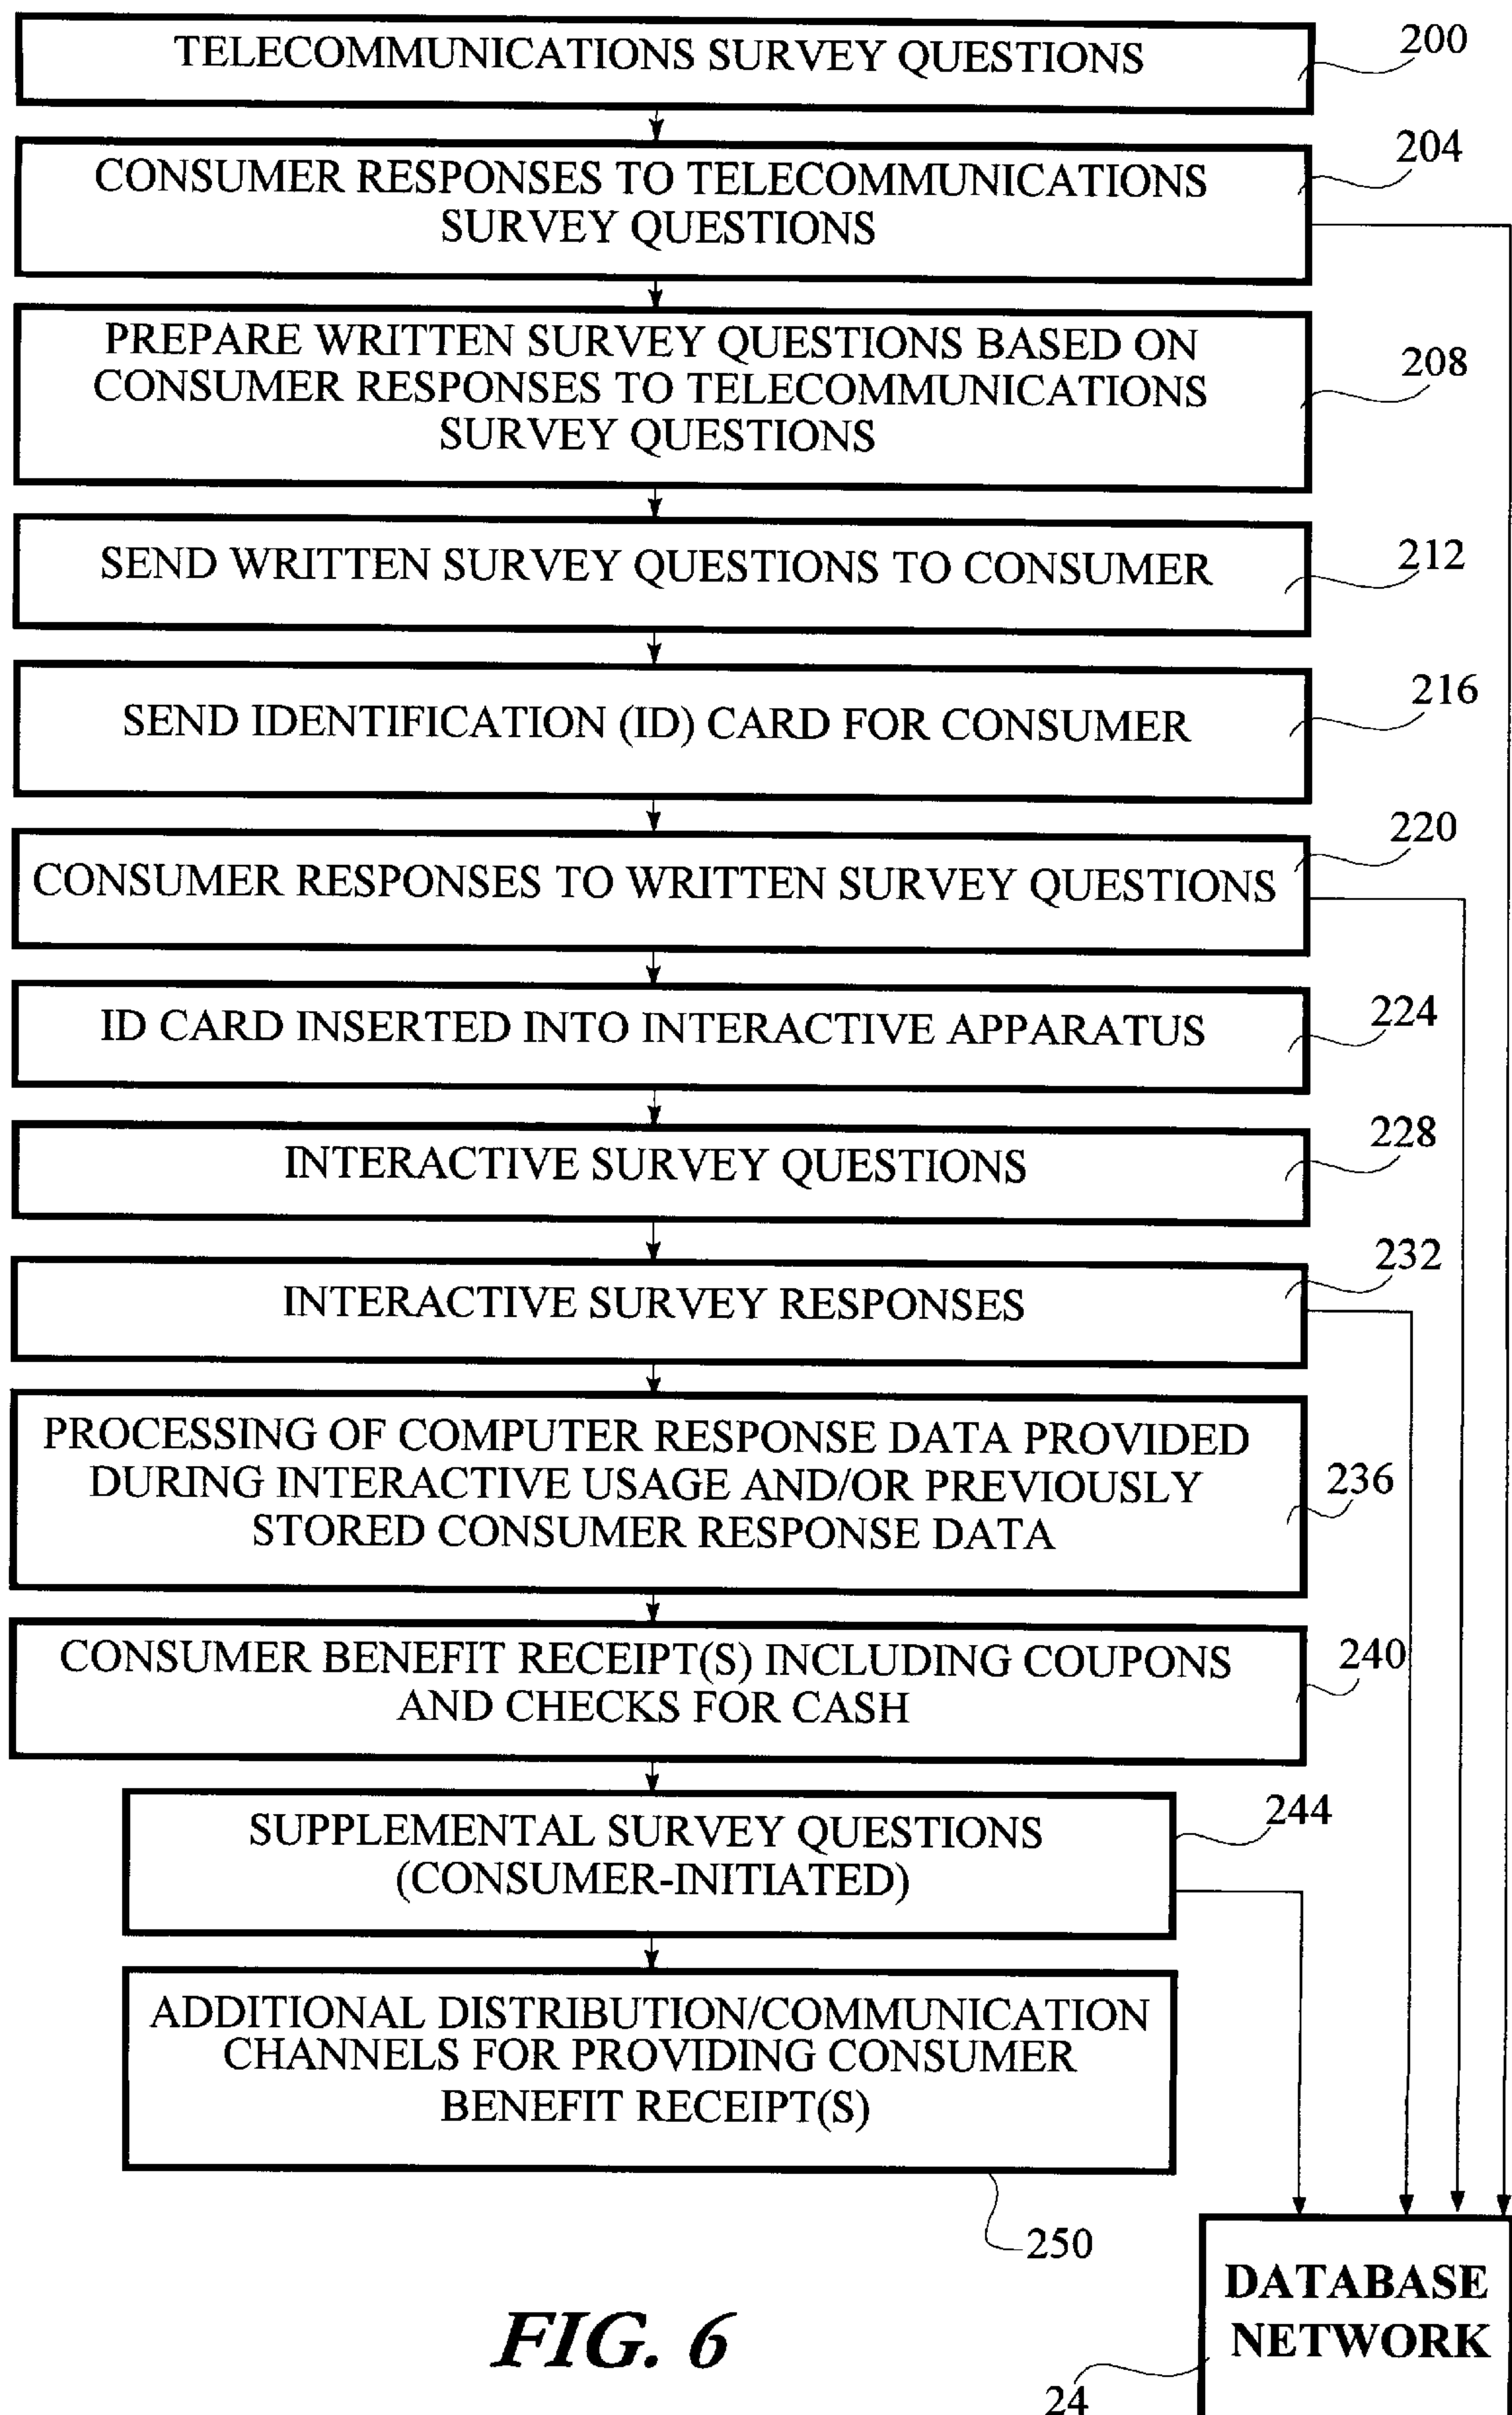 TELECOMMUNICATIONS SURVEY QUESTIONS
200
CONSUMER RESPONSES TO TELECOMMUNICATIONS
SURVEY QUESTIONS
204
PREPARE WRITTEN SURVEY QUESTIONS BASED ON
CONSUMER RESPONSES TO TELECOMMUNICATIONS
SURVEY QUESTIONS
208
SEND WRITTEN SURVEY QUESTIONS TO CONSUMER
212
SEND IDENTIFICATION (ID) CARD FOR CONSUMER
216
CONSUMER RESPONSES TO WRITTEN SURVEY QUESTIONS
220
ID CARD INSERTED INTO INTERACTIVE APPARATUS
224
INTERACTIVE SURVEY QUESTIONS
228
INTERACTIVE SURVEY RESPONSES
232
PROCESSING OF COMPUTER RESPONSE DATA PROVIDED
DURING INTERACTIVE USAGE AND/OR PREVIOUSLY
STORED CONSUMER RESPONSE DATA
236
CONSUMER BENEFIT RECEIPT(S) INCLUDING COUPONS
AND CHECKS FOR CASH
240
SUPPLEMENTAL SURVEY QUESTIONS
(CONSUMER-INITIATED)
244
ADDITIONAL DISTRIBUTION/COMMUNICATION
CHANNELS FOR PROVIDING CONSUMER
BENEFIT RECEIPT(S)
250
DATABASE
NETWORK
24
FIG. 6